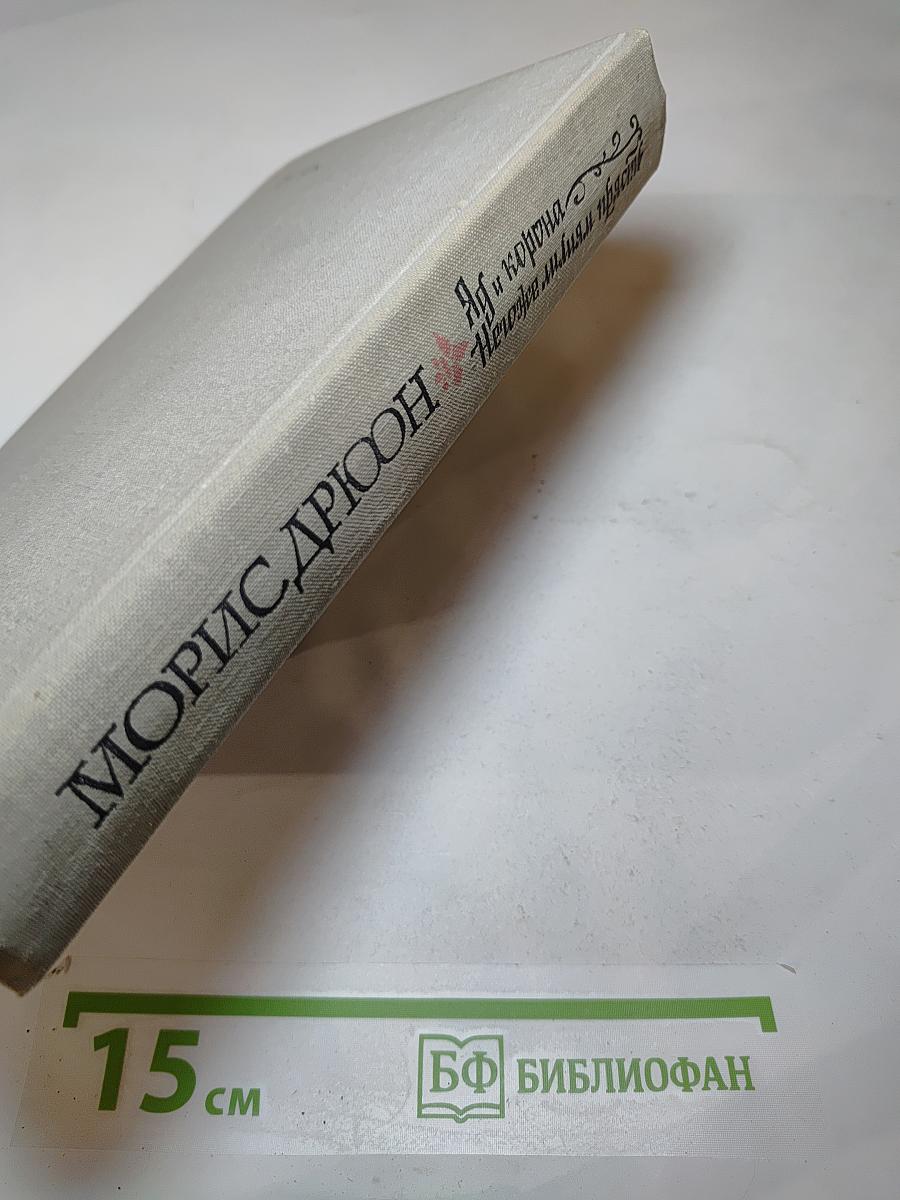 МОРИС ДРЮОН
Яд и корона
Негоже лилиям прясть
15 см
БФ БИБЛИОФАН